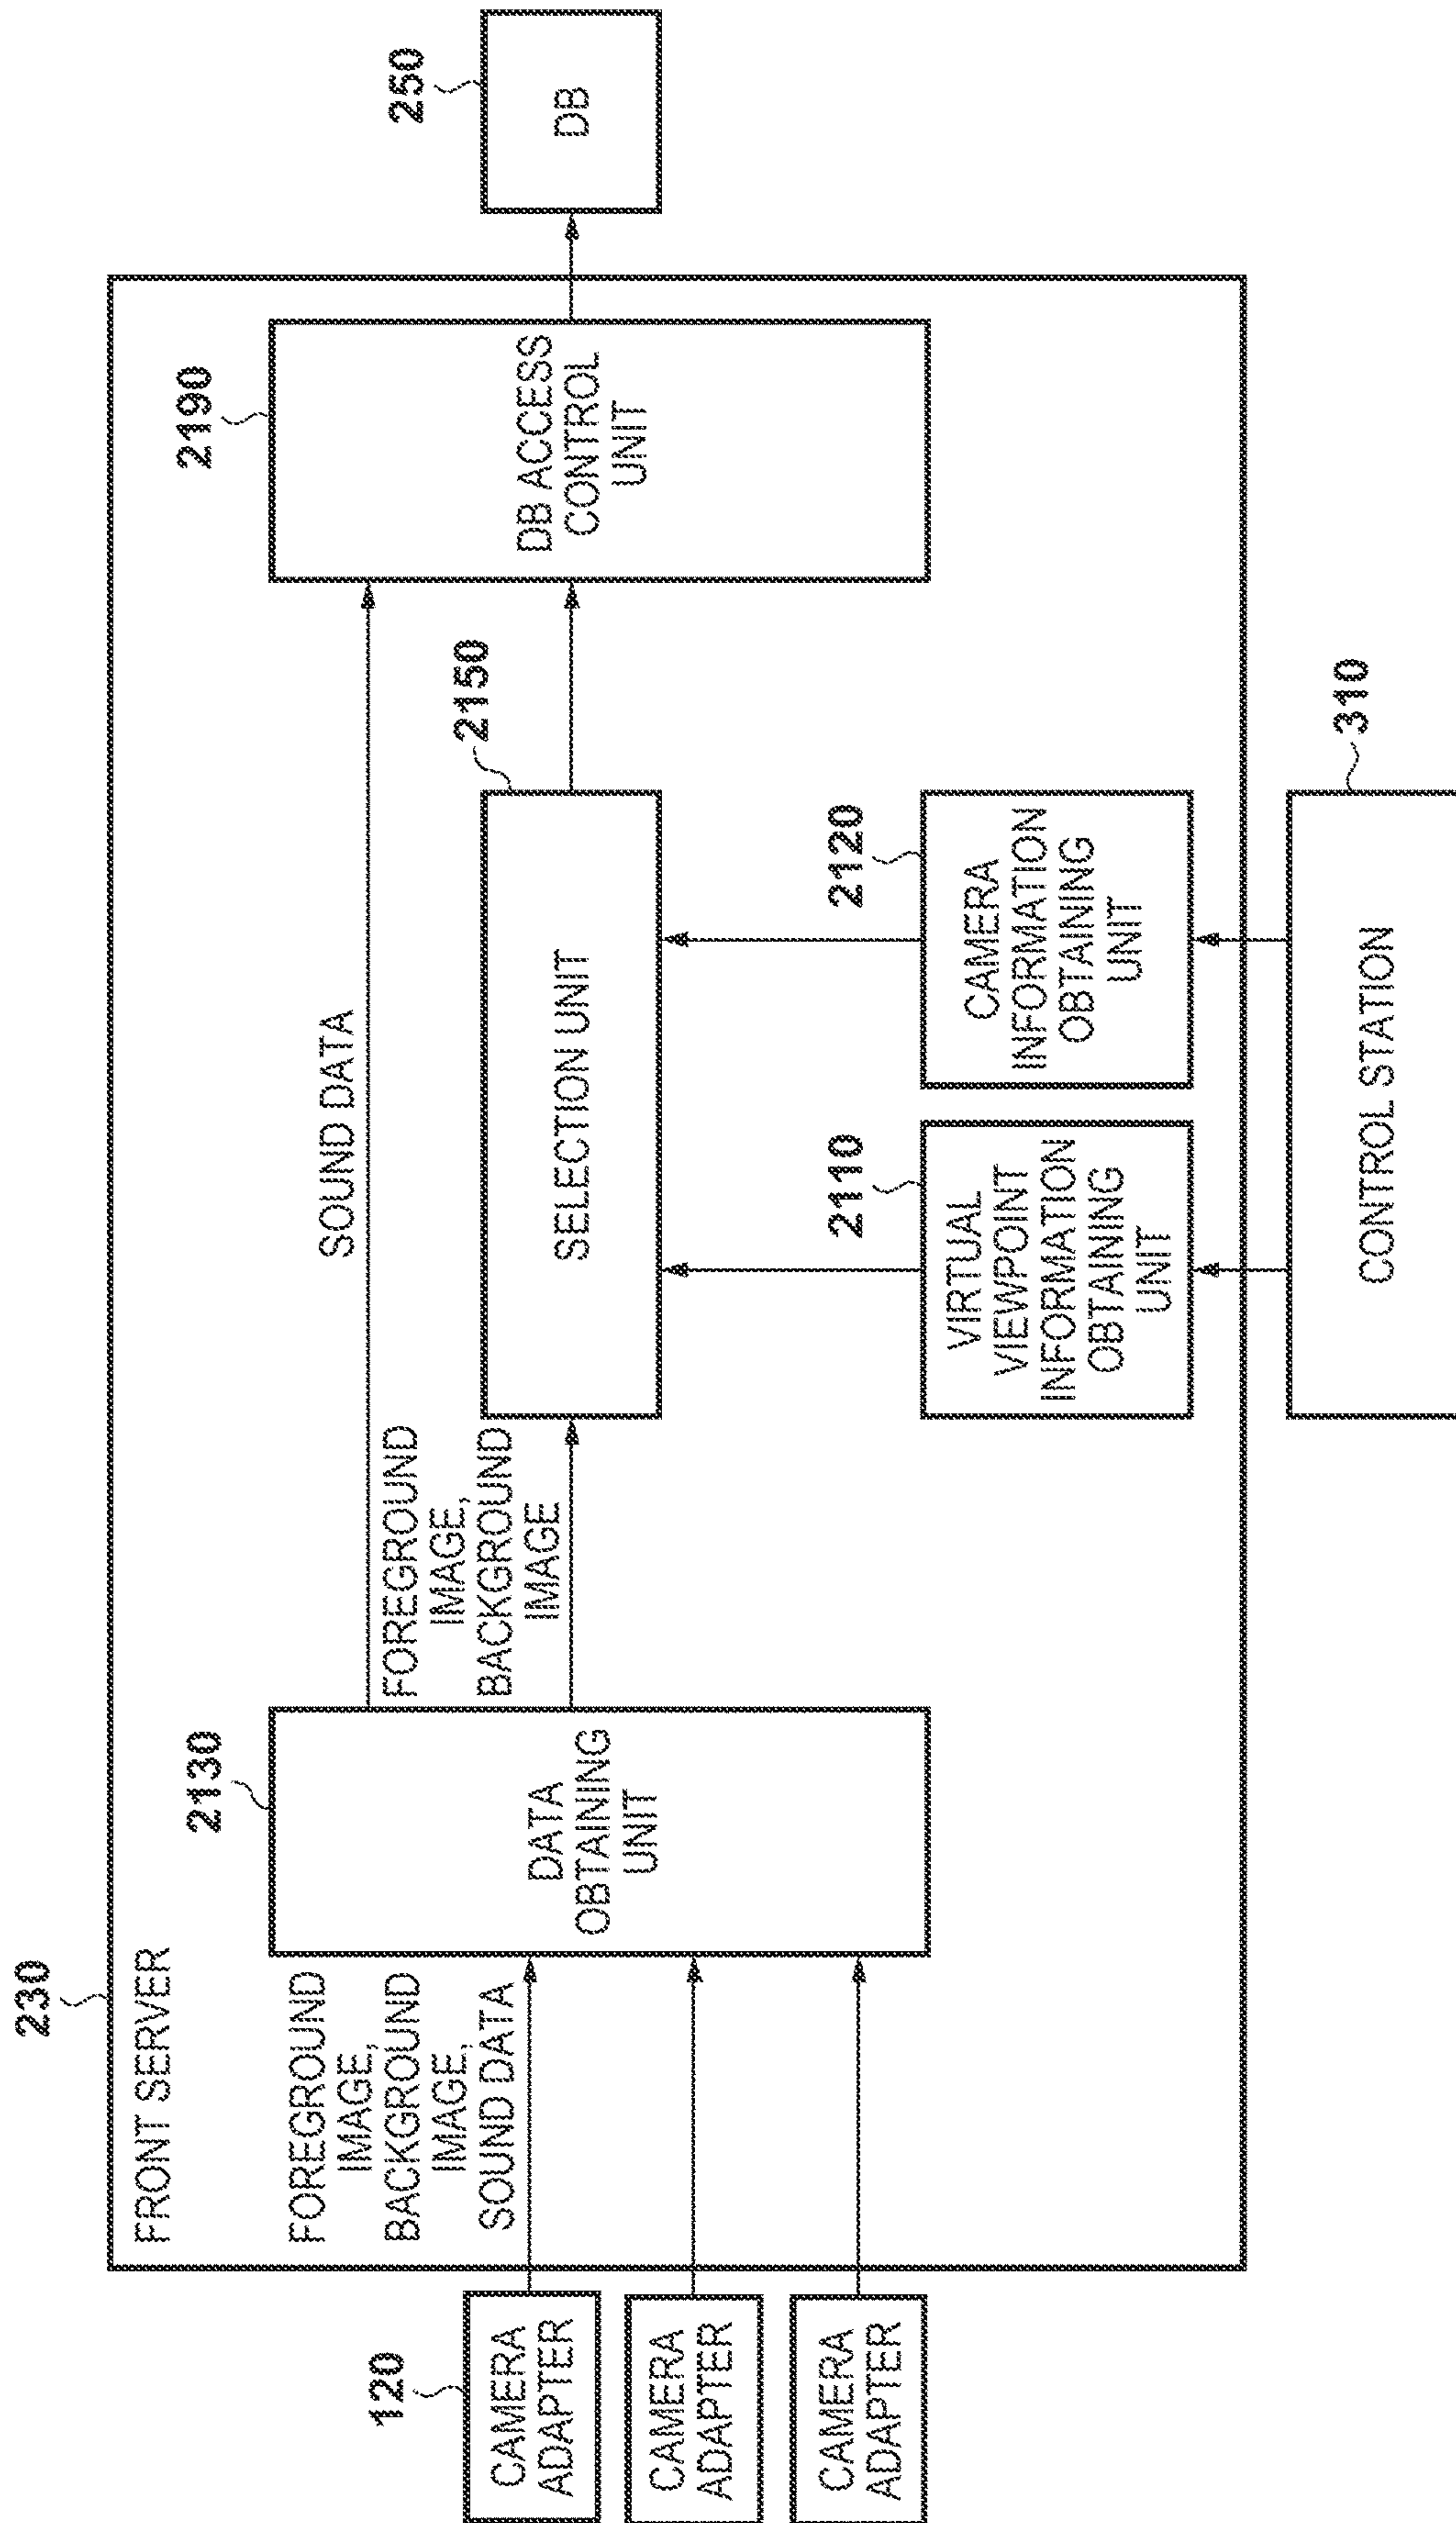 230
FRONT SERVER
120
CAMERA
ADAPTER
CAMERA
ADAPTER
CAMERA
ADAPTER
FOREGROUND
IMAGE,
BACKGROUND
IMAGE,
SOUND DATA
2130
DATA
OBTAINING
UNIT
SOUND DATA
FOREGROUND
IMAGE,
BACKGROUND
IMAGE
2150
SELECTION UNIT
2110
VIRTUAL
VIEWPOINT
INFORMATION
OBTAINING
UNIT
2120
CAMERA
INFORMATION
OBTAINING
UNIT
310
CONTROL STATION
2190
DB ACCESS
CONTROL
UNIT
250
DB